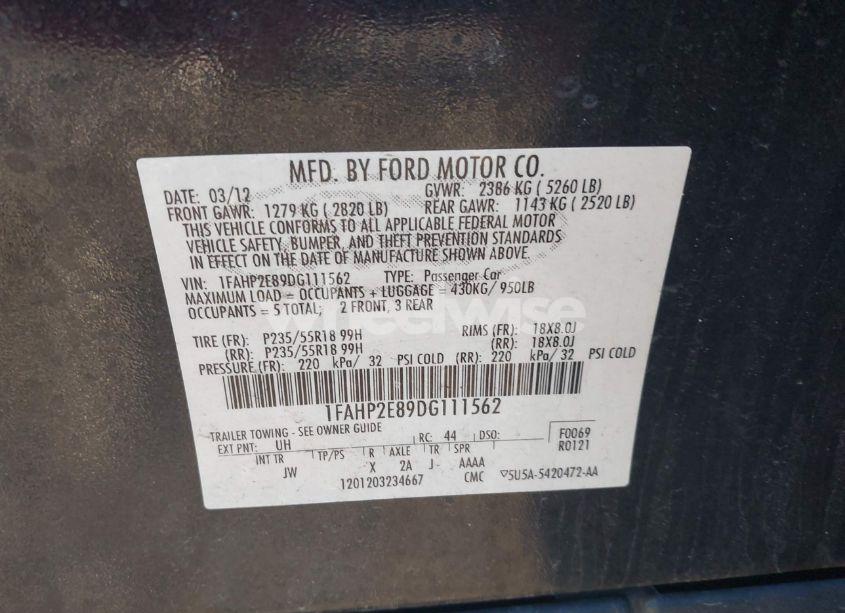 MFD. BY FORD MOTOR CO.
DATE: 03/12 GVWR: 2386 KG ( 5260 LB)
FRONT GAWR: 1279 KG ( 2820 LB) REAR GAWR: 1143 KG ( 2520 LB)
THIS VEHICLE CONFORMS TO ALL APPLICABLE FEDERAL MOTOR
VEHICLE SAFETY, BUMPER, AND THEFT PREVENTION STANDARDS
IN EFFECT ON THE DATE OF MANUFACTURE SHOWN ABOVE.
VIN: 1FAHP2E89DG111562 TYPE: Passenger Car
MAXIMUM LOAD = OCCUPANTS + LUGGAGE = 430KG/ 950LB
OCCUPANTS = 5 TOTAL; 2 FRONT, 3 REAR
wheelwise
TIRE (FR): P235/55R18 99H RIMS (FR): 18X8.0J
(RR): P235/55R18 99H (RR): 18X8.0J
PRESSURE (FR): 220 kPa/ 32 PSI COLD (RR): 220 kPa/ 32 PSI COLD
1FAHP2E89DG111562
TRAILER TOWING - SEE OWNER GUIDE
EXT PNT: UH RC: 44 DSO: F0069
R0121
INT TR TP/PS R AXLE TR SPR
JW X 2A J- AAAA
1201203234667 CMC ▽5U5A-5420472-AA